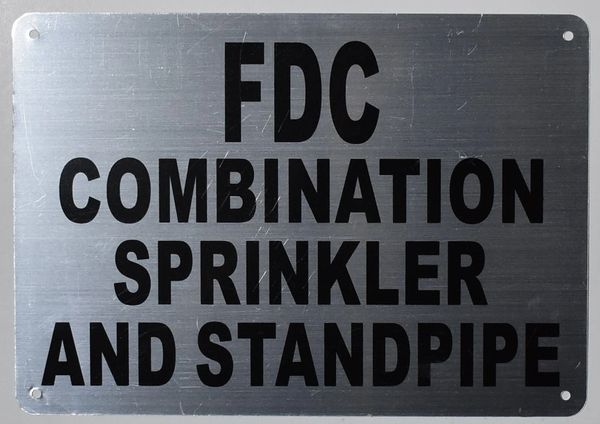 FDC
COMBINATION
SPRINKLER
AND STANDPIPE